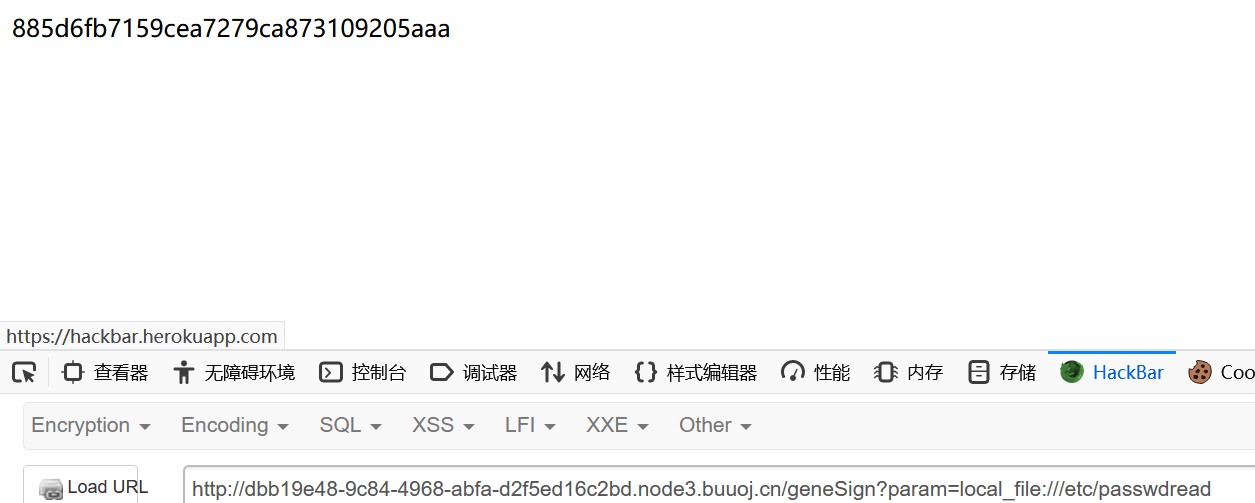 885d6fb7159cea7279ca873109205aaa
https://hackbar.herokuapp.com
查看器 无障碍环境 控制台 调试器 网络 样式编辑器 性能 内存 存储 HackBar Coo
Encryption Encoding SQL XSS LFI XXE Other
Load URL http://dbb19e48-9c84-4968-abfa-d2f5ed16c2bd.node3.buuoj.cn/geneSign?param=local_file:///etc/passwdread